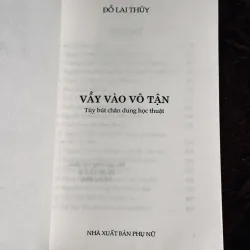 ĐỖ LAI THÚY
VẪY VÀO VÔ TẬN
Tùy bút chân dung học thuật
NHÀ XUẤT BẢN PHỤ NỮ